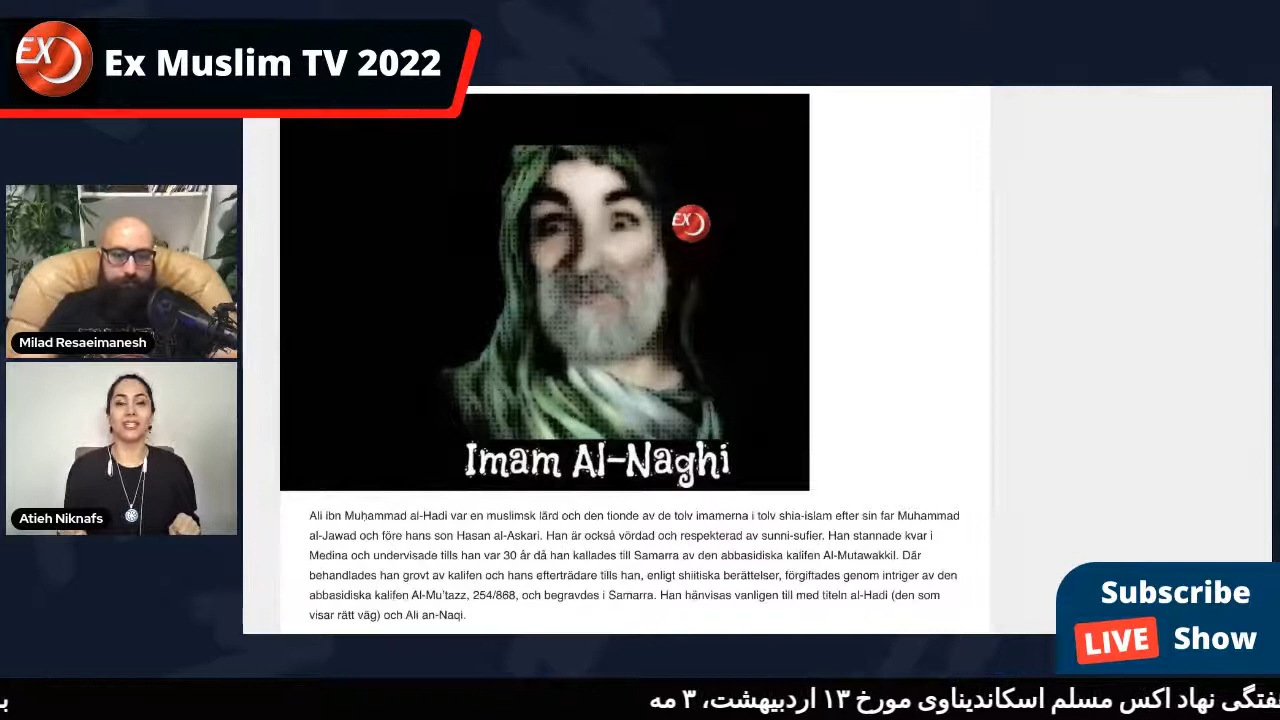 EX
Ex Muslim TV 2022
EX
Milad Resaeimanesh
Atieh Niknafs
Imam Al-Naghi
Ali ibn Muḥammad al-Hadi var en muslimsk lärd och den tionde av de tolv imamerna i tolv shia-islam efter sin far Muhammad
al-Jawad och före hans son Hasan al-Askari. Han är också vördad och respekterad av sunni-sufier. Han stannade kvar i
Medina och undervisade tills han var 30 år då han kallades till Samarra av den abbasidiska kalifen Al-Mutawakkil. Där
behandlades han grovt av kalifen och hans efterträdare tills han, enligt shiitiska berättelser, förgiftades genom intriger av den
abbasidiska kalifen Al-Mu'tazz, 254/868, och begravdes i Samarra. Han hänvisas vanligen till med titeln al-Hadi (den som
visar rätt väg) och Ali an-Naqi.
Subscribe
LIVE Show
نهاد اکس مسلم اسکاندیناوی مورخ ۱۳ اردیبهشت، ۳ مه